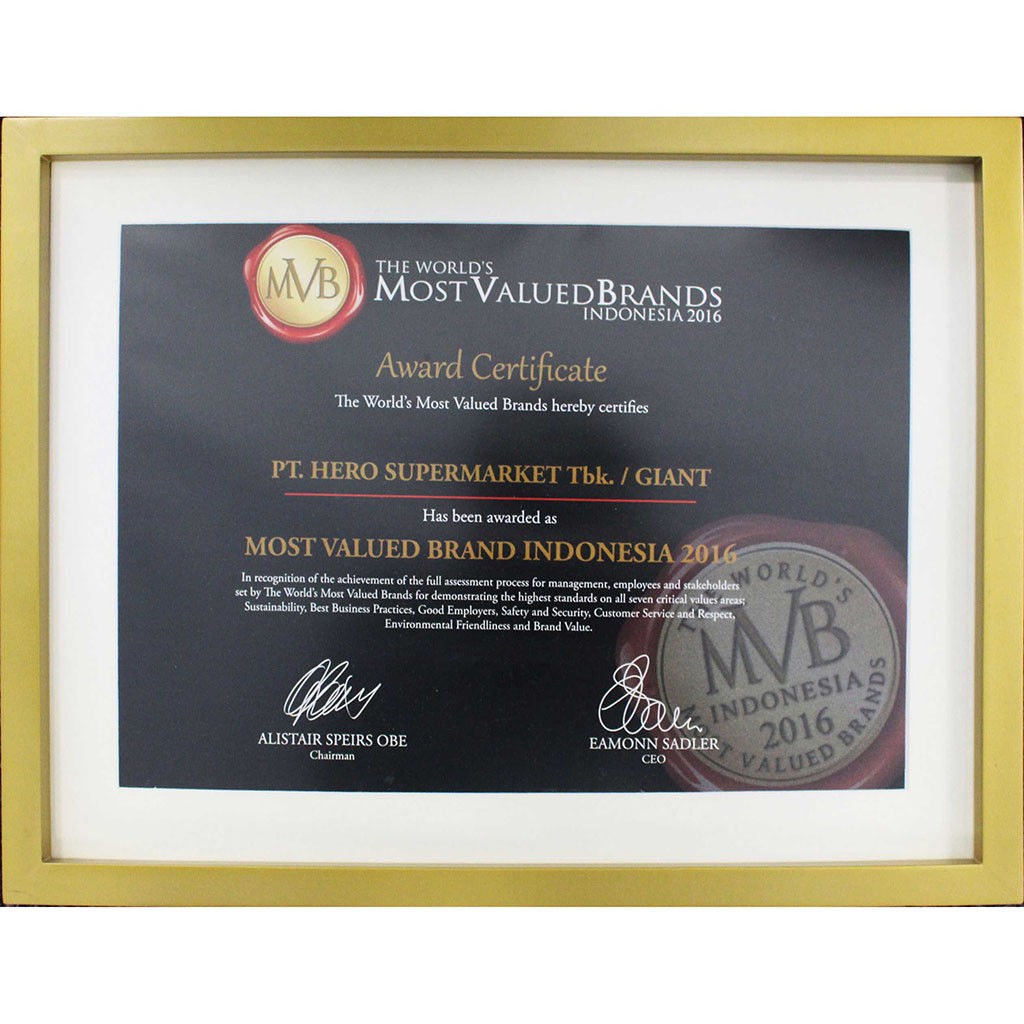 MVB
THE WORLD'S
MOST VALUED BRANDS
INDONESIA 2016
Award Certificate
The World's Most Valued Brands hereby certifies
PT. HERO SUPERMARKET Tbk. / GIANT
Has been awarded as
MOST VALUED BRAND INDONESIA 2016
In recognition of the achievement of the full assessment process for management, employees and stakeholders
set by The World's Most Valued Brands for demonstrating the highest standards on all seven critical values areas;
Sustainability, Best Business Practices, Good Employers, Safety and Security, Customer Service and Respect,
Environmental Friendliness and Brand Value.
ALISTAIR SPEIRS OBE
Chairman
EAMONN SADLER
CEO
WORLD'S
MVB
INDONESIA
2016
VALUED BRANDS